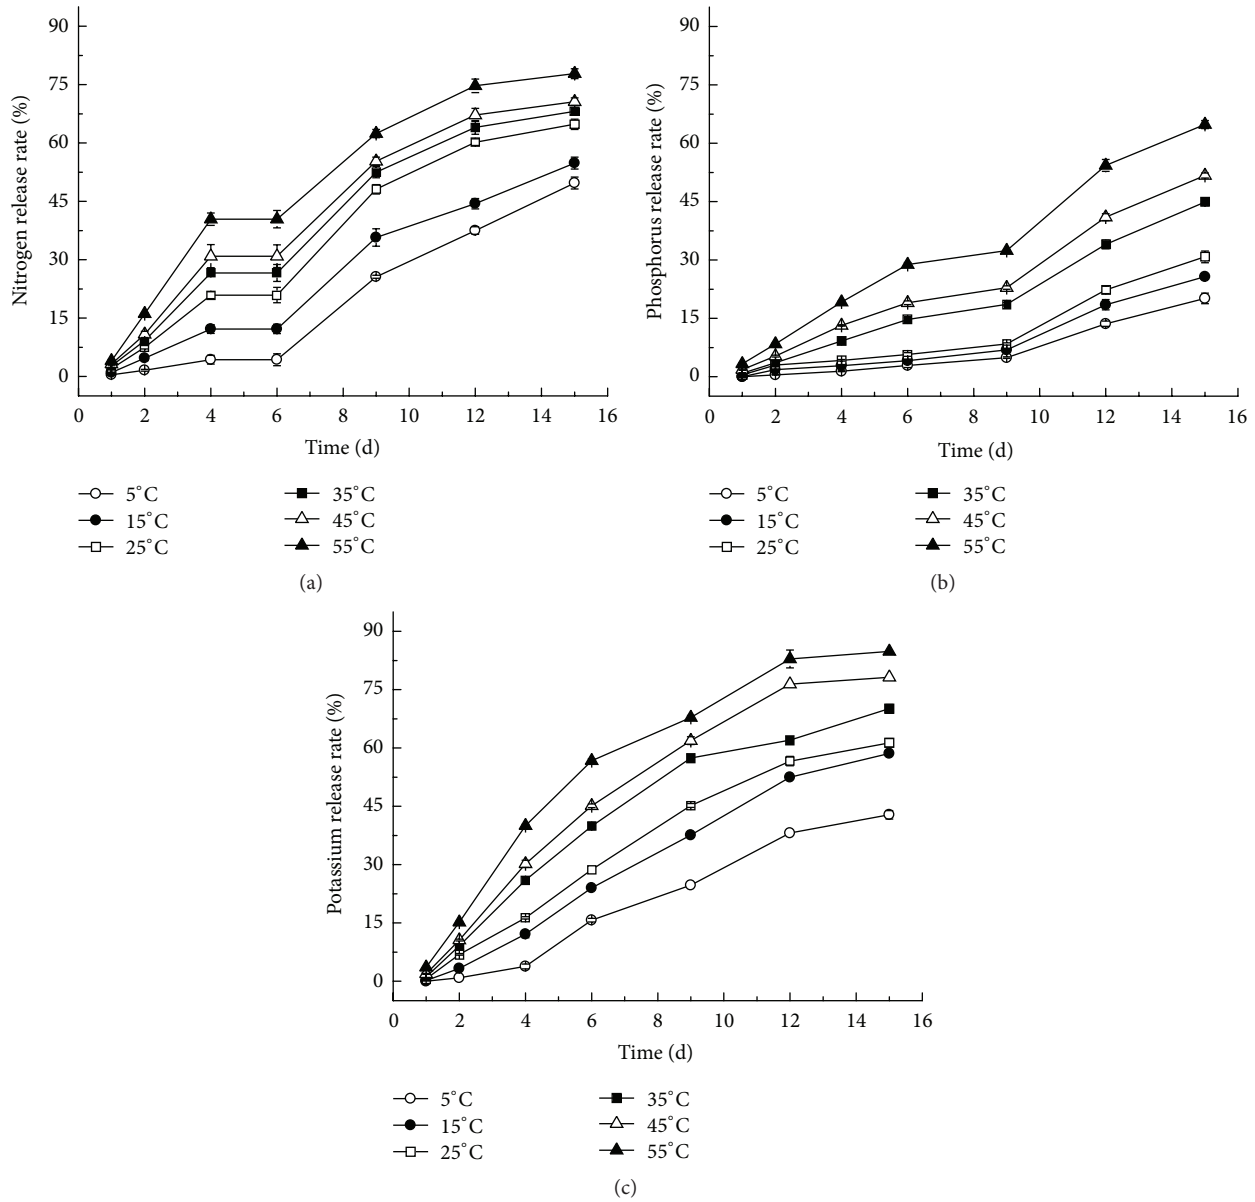 90
75
60
45
30
15
0
Nitrogen release rate (%)
0 2 4 6 8 10 12 14 16
Time (d)
5°C
15°C
25°C
35°C
45°C
55°C
(a)
90
75
60
45
30
15
0
Phosphorus release rate (%)
0 2 4 6 8 10 12 14 16
Time (d)
5°C
15°C
25°C
35°C
45°C
55°C
(b)
90
75
60
45
30
15
0
Potassium release rate (%)
0 2 4 6 8 10 12 14 16
Time (d)
5°C
15°C
25°C
35°C
45°C
55°C
(c)